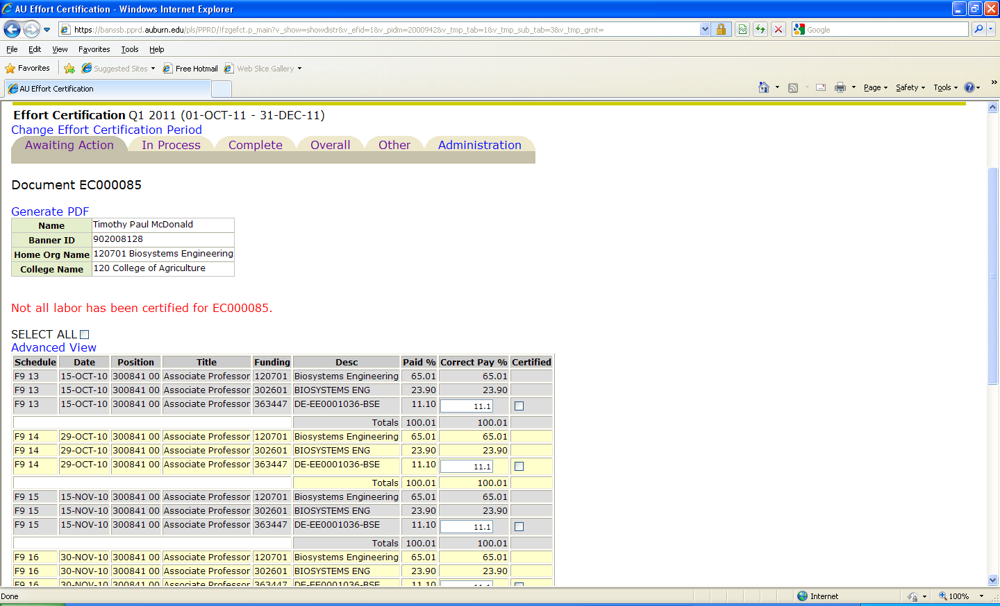 AU Effort Certification - Windows Internet Explorer
https://banssb.pprd.auburn.edu/pls/PPRD/!fzgefct.p_main?v_show=showdistr&v_efid=1&v_pidm=2000942&v_tmp_tab=1&v_tmp_sub_tab=3&v_tmp_grnt= Google
File Edit View Favorites Tools Help
Favorites Suggested Sites Free Hotmail Web Slice Gallery
AU Effort Certification Page Safety Tools »
Effort Certification Q1 2011 (01-OCT-11 - 31-DEC-11)
Change Effort Certification Period
Awaiting Action In Process Complete Overall Other Administration
Document EC000085
Generate PDF
Name Timothy Paul McDonald
Banner ID 902008128
Home Org Name 120701 Biosystems Engineering
College Name 120 College of Agriculture
Not all labor has been certified for EC000085.
SELECT ALL
Advanced View
Schedule Date Position Title Funding Desc Paid % Correct Pay % Certified
F9 13 15-OCT-10 300841 00 Associate Professor 120701 Biosystems Engineering 65.01 65.01
F9 13 15-OCT-10 300841 00 Associate Professor 302601 BIOSYSTEMS ENG 23.90 23.90
F9 13 15-OCT-10 300841 00 Associate Professor 363447 DE-EE0001036-BSE 11.10 11.1
Totals 100.01 100.01
F9 14 29-OCT-10 300841 00 Associate Professor 120701 Biosystems Engineering 65.01 65.01
F9 14 29-OCT-10 300841 00 Associate Professor 302601 BIOSYSTEMS ENG 23.90 23.90
F9 14 29-OCT-10 300841 00 Associate Professor 363447 DE-EE0001036-BSE 11.10 11.1
Totals 100.01 100.01
F9 15 15-NOV-10 300841 00 Associate Professor 120701 Biosystems Engineering 65.01 65.01
F9 15 15-NOV-10 300841 00 Associate Professor 302601 BIOSYSTEMS ENG 23.90 23.90
F9 15 15-NOV-10 300841 00 Associate Professor 363447 DE-EE0001036-BSE 11.10 11.1
Totals 100.01 100.01
F9 16 30-NOV-10 300841 00 Associate Professor 120701 Biosystems Engineering 65.01 65.01
F9 16 30-NOV-10 300841 00 Associate Professor 302601 BIOSYSTEMS ENG 23.90 23.90
F9 16 30-NOV-10 300841 00 Associate Professor 363447 DE-EE0001036-BSE 11.10 11.1
Done Internet 100%